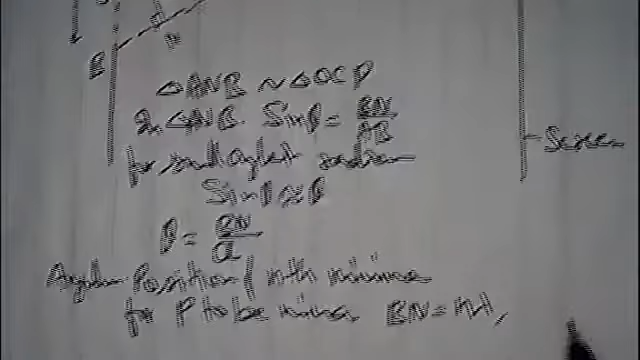 B
N
△ANB ~ △OCP
In △ANB Sinθ = BN/AB
for small angles
Sinθ ≈ θ
Screen
θ = BN/a
Angular Position of nth minima
for P to be minima BN = nλ,